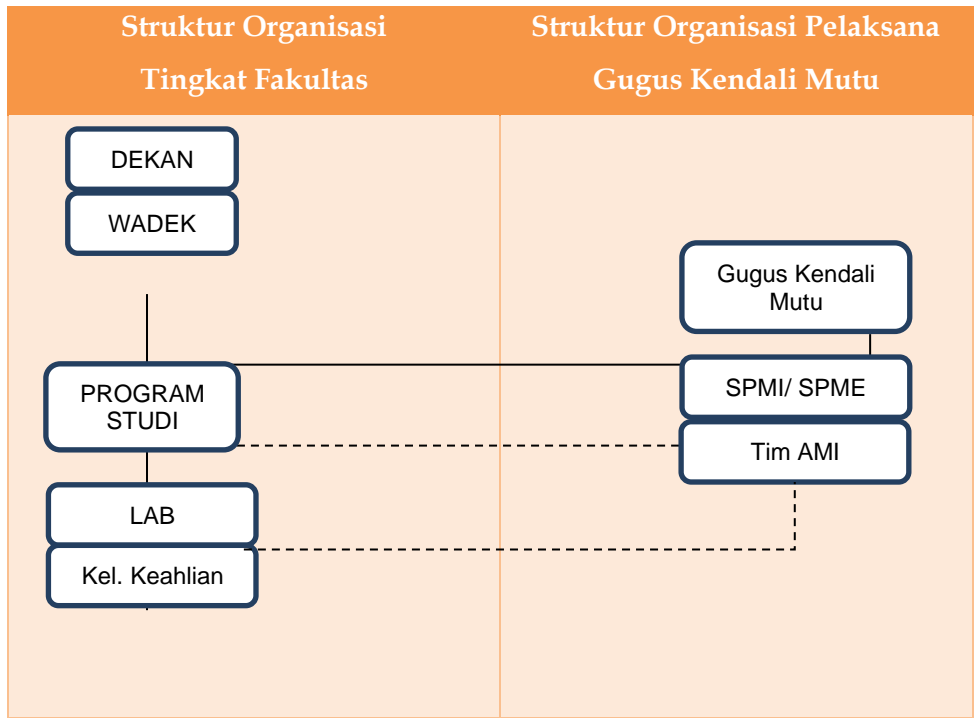 Struktur Organisasi
Tingkat Fakultas
Struktur Organisasi Pelaksana
Gugus Kendali Mutu
DEKAN
WADEK
Gugus Kendali
Mutu
PROGRAM
STUDI
SPMI/ SPME
Tim AMI
LAB
Kel. Keahlian